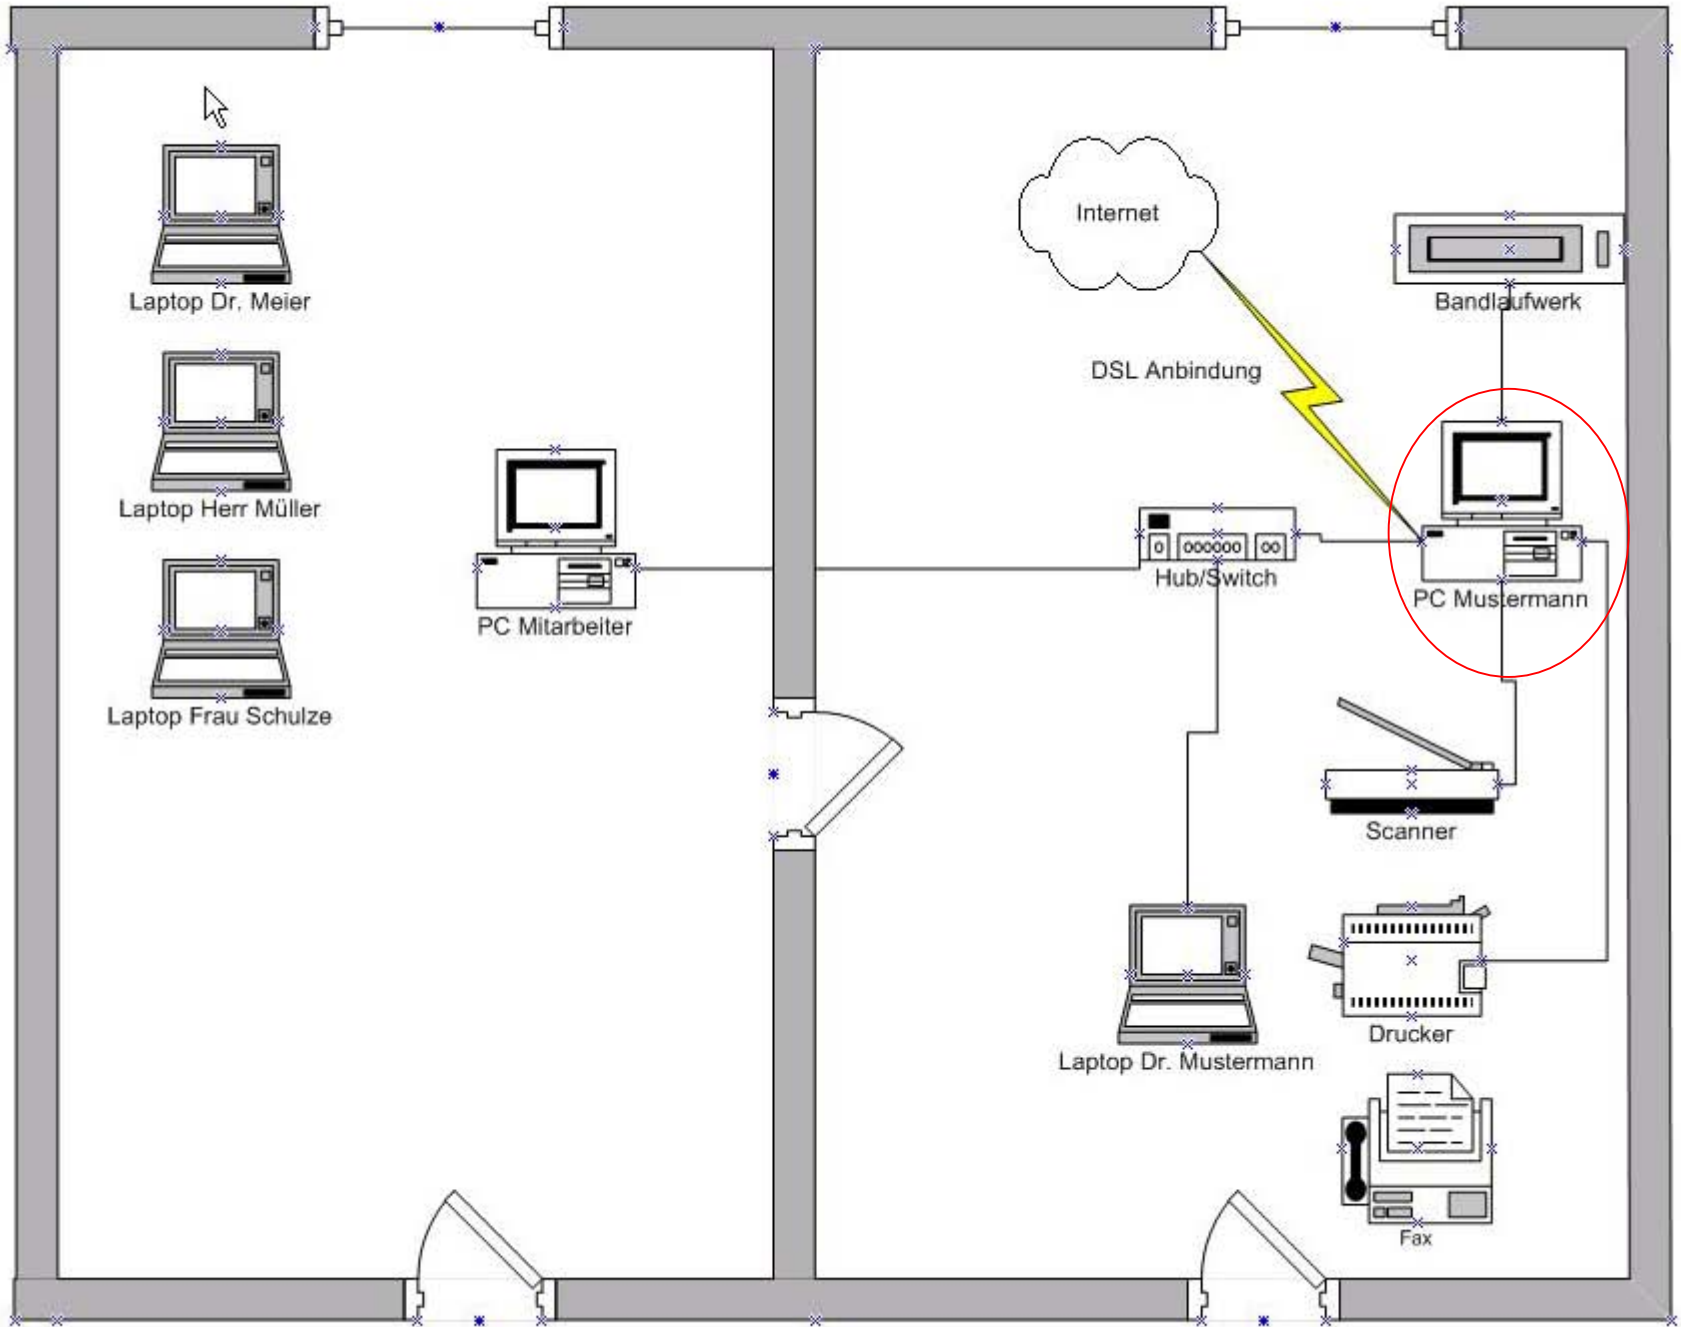 Laptop Dr. Meier
Laptop Herr Müller
Laptop Frau Schulze
PC Mitarbeiter
Internet
DSL Anbindung
Bandlaufwerk
Hub/Switch
PC Mustermann
Scanner
Laptop Dr. Mustermann
Drucker
Fax